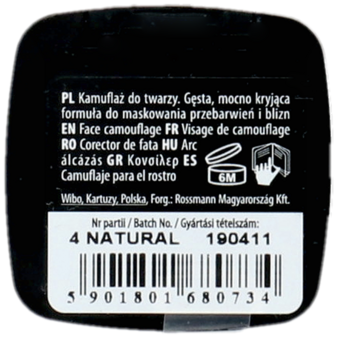 PL Kamuflaż do twarzy. Gęsta, mocno kryjąca
formuła do maskowania przebarwień i blizn
EN Face camouflage FR Visage de camouflage
RO Corector de fata HU Arc
álcázás GR Κονσίλερ ES
Camuflaje para el rostro
6M
Wibo, Kartuzy, Polska, Forg.: Rossmann Magyarország Kft.
Nr partii / Batch No. / Gyártási tételszám:
4 NATURAL 190411
5 901801 680734